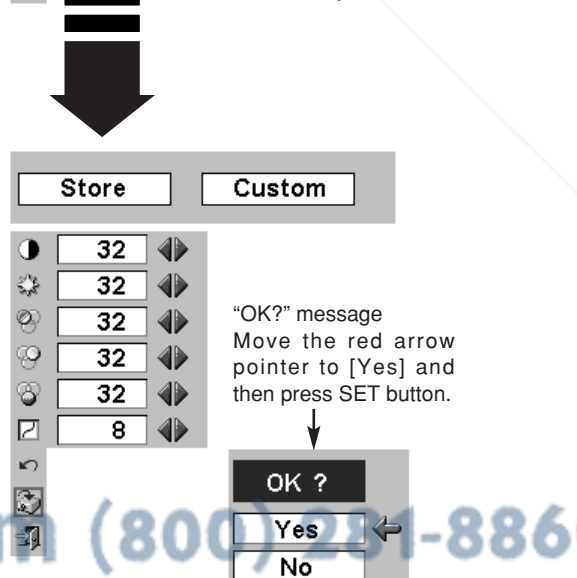 Store Custom
32
32
32
32
32
8
“OK?” message
Move the red arrow
pointer to [Yes] and
then press SET button.
OK ?
Yes
No
(800) 281-886